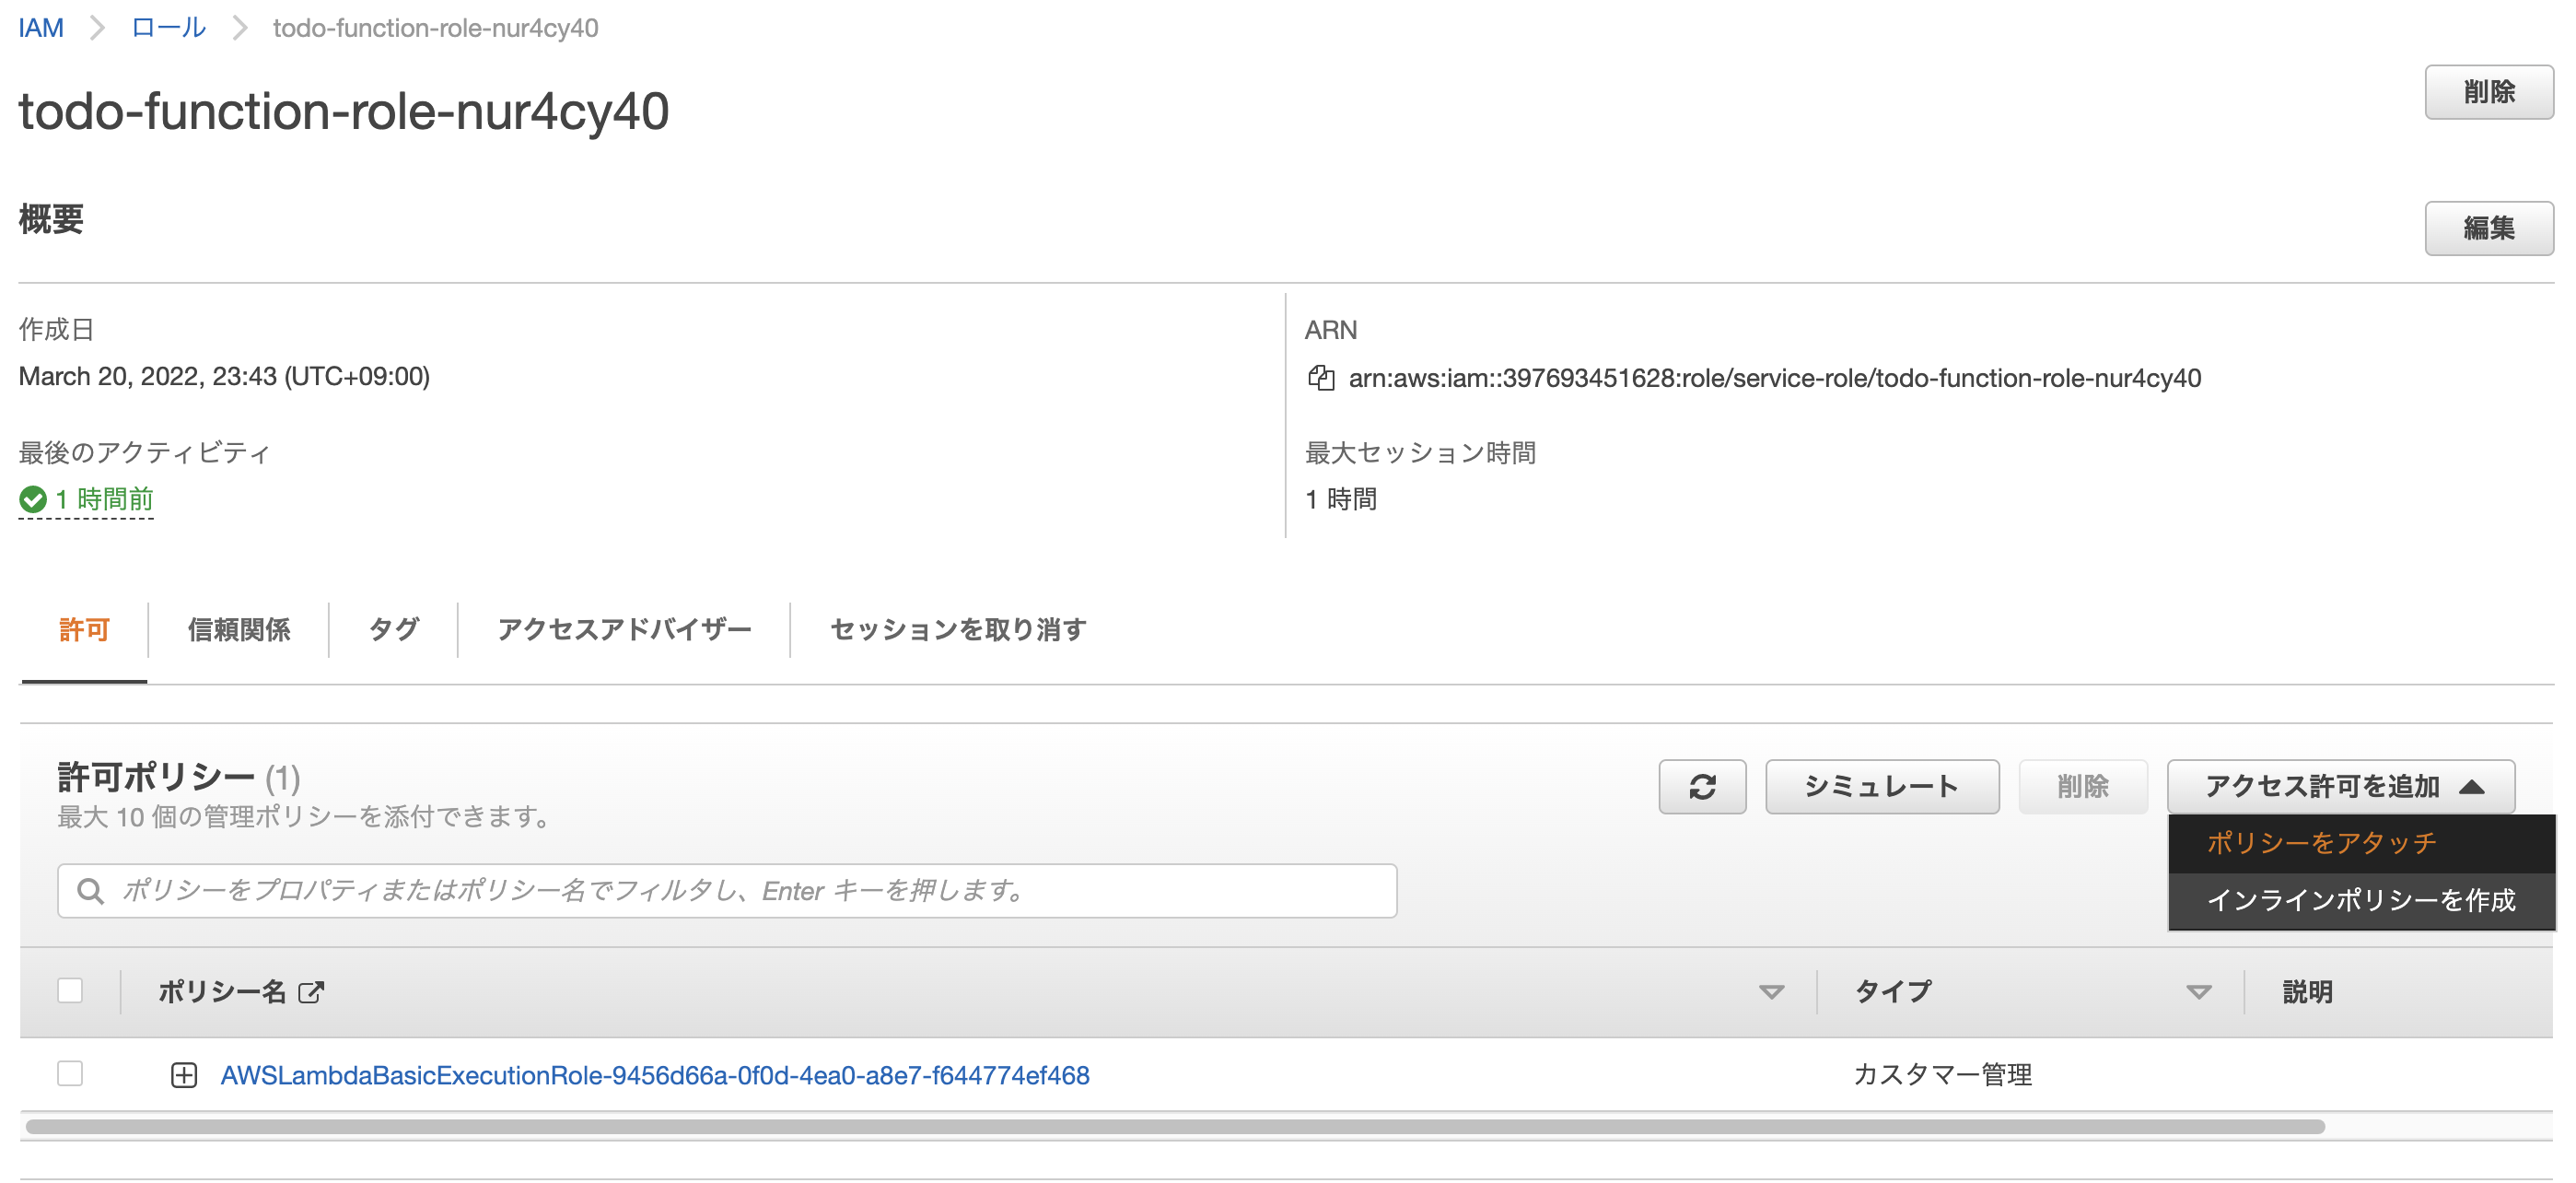 IAM ロール todo-function-role-nur4cy40
todo-function-role-nur4cy40
削除
概要
編集
作成日
March 20, 2022, 23:43 (UTC+09:00)
ARN
arn:aws:iam::397693451628:role/service-role/todo-function-role-nur4cy40
最後のアクティビティ
1 時間前
最大セッション時間
1 時間
許可 信頼関係 タグ アクセスアドバイザー セッションを取り消す
許可ポリシー (1)
最大 10 個の管理ポリシーを添付できます。
シミュレート 削除 アクセス許可を追加
ポリシーをアタッチ
インラインポリシーを作成
ポリシーをプロパティまたはポリシー名でフィルタし、Enter キーを押します。
ポリシー名 タイプ 説明
AWSLambdaBasicExecutionRole-9456d66a-0f0d-4ea0-a8e7-f644774ef468 カスタマー管理